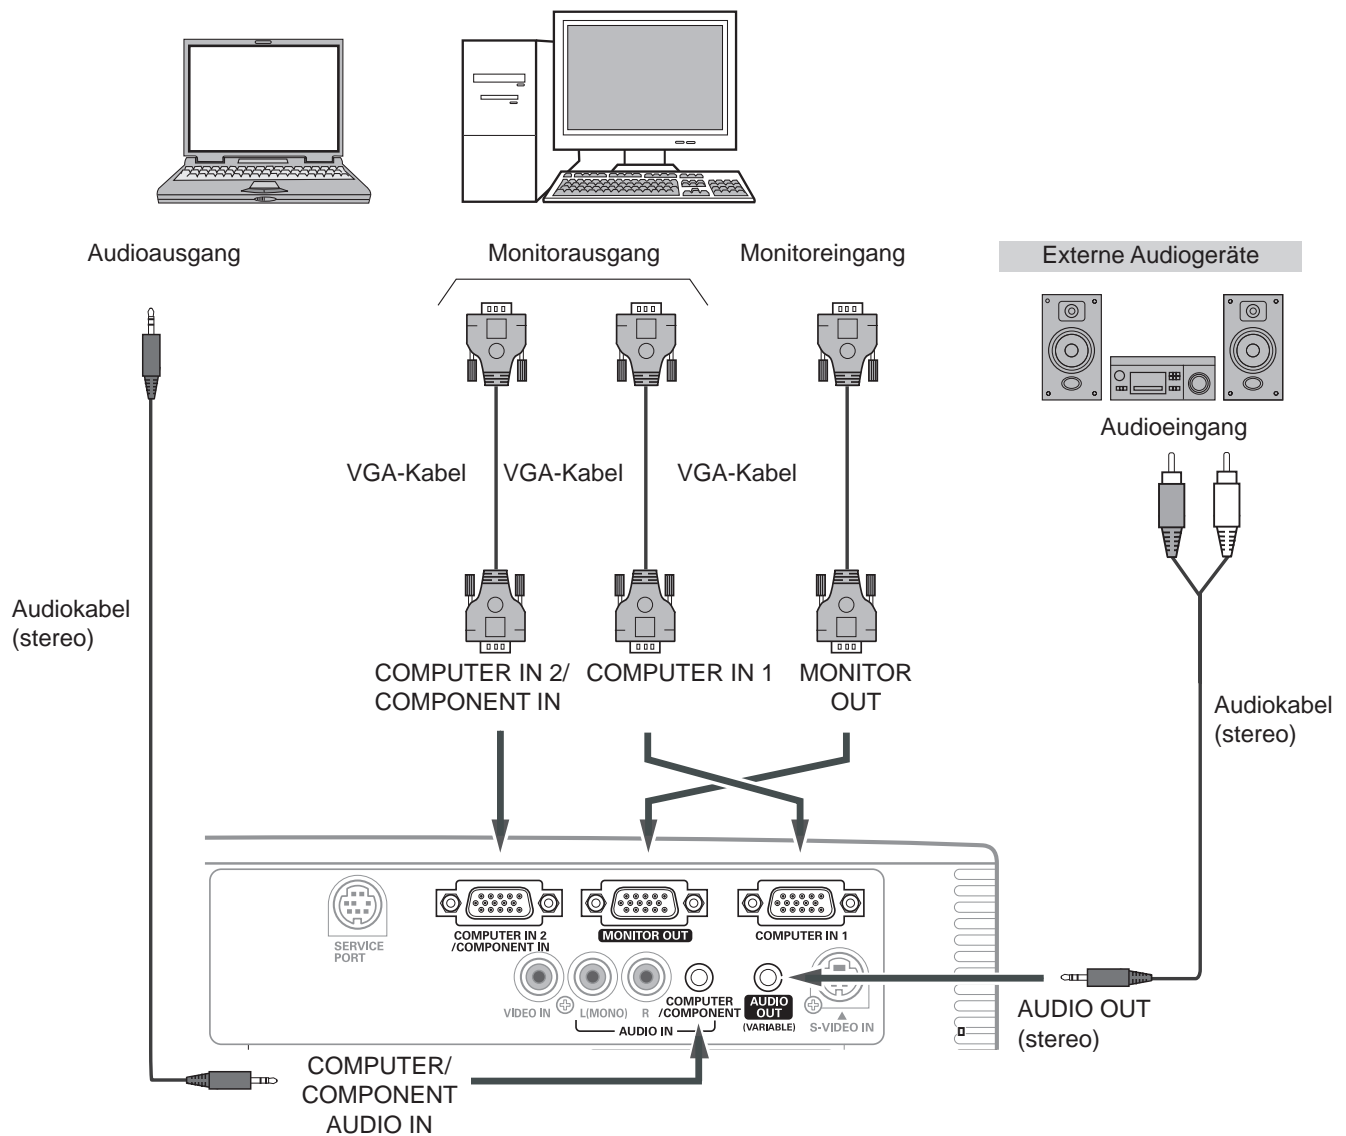 Audioausgang
Monitorausgang
Monitoreingang
Externe Audiogeräte
Audioeingang
VGA-Kabel
VGA-Kabel
VGA-Kabel
Audiokabel
(stereo)
COMPUTER IN 2/
COMPONENT IN
COMPUTER IN 1
MONITOR
OUT
Audiokabel
(stereo)
SERVICE
PORT
COMPUTER IN 2
/COMPONENT IN
MONITOR OUT
COMPUTER IN 1
VIDEO IN
L(MONO)
R
COMPUTER
/COMPONENT
AUDIO IN
AUDIO
OUT
(VARIABLE)
S-VIDEO IN
AUDIO OUT
(stereo)
COMPUTER/
COMPONENT
AUDIO IN